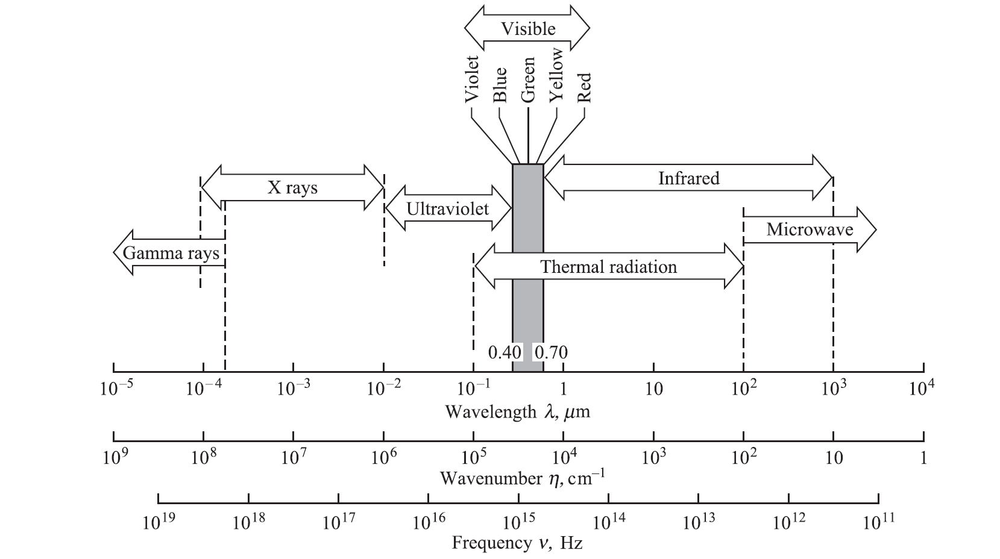 Visible
Violet Blue Green Yellow Red
Infrared
X rays
Ultraviolet
Microwave
Gamma rays
Thermal radiation
0.40 0.70
10⁻⁵ 10⁻⁴ 10⁻³ 10⁻² 10⁻¹ 1 10 10² 10³ 10⁴
Wavelength λ, μm
10⁹ 10⁸ 10⁷ 10⁶ 10⁵ 10⁴ 10³ 10² 10 1
Wavenumber η, cm⁻¹
10¹⁹ 10¹⁸ 10¹⁷ 10¹⁶ 10¹⁵ 10¹⁴ 10¹³ 10¹² 10¹¹
Frequency ν, Hz